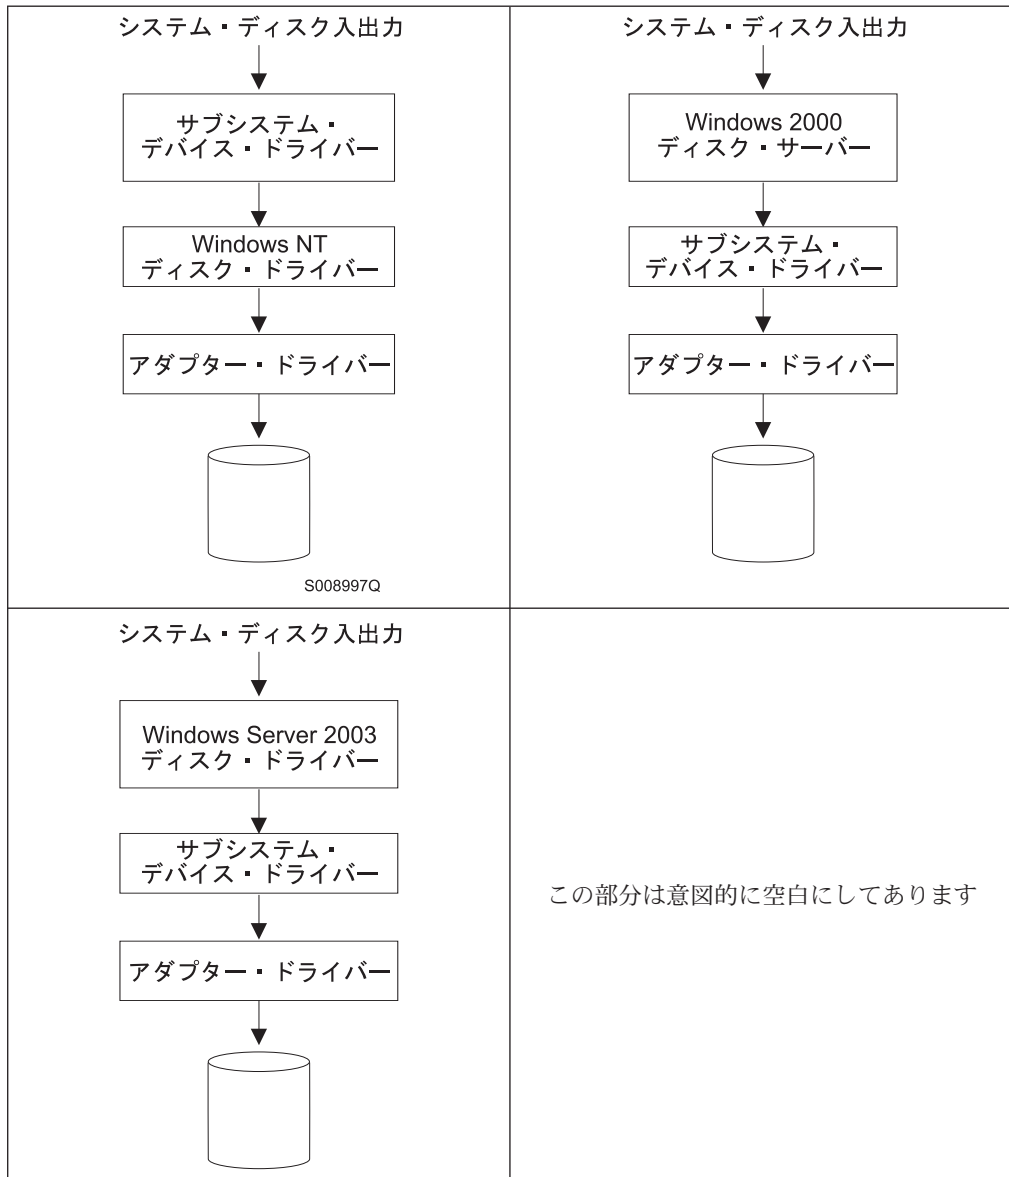 システム・ディスク入出力
サブシステム・
デバイス・ドライバー
Windows NT
ディスク・ドライバー
アダプター・ドライバー
S008997Q
システム・ディスク入出力
Windows 2000
ディスク・サーバー
サブシステム・
デバイス・ドライバー
アダプター・ドライバー
システム・ディスク入出力
Windows Server 2003
ディスク・ドライバー
サブシステム・
デバイス・ドライバー
アダプター・ドライバー
この部分は意図的に空白にしてあります